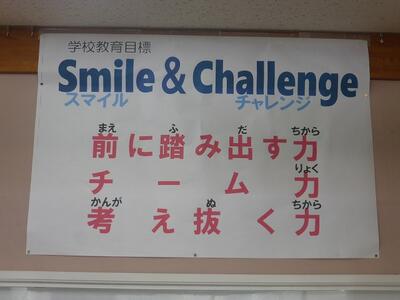 学校教育目標
Smile & Challenge
スマイル チャレンジ
まえ ふ だ ちから
前に踏み出す力
りょく
チーム力
かんが ぬ ちから
考え抜く力